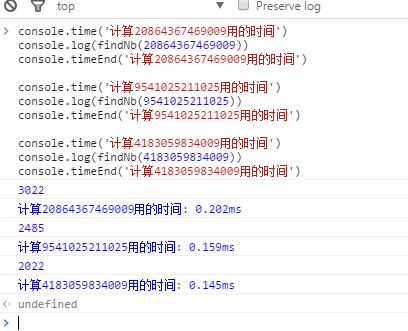 top Preserve log
console.time('计算20864367469009用的时间')
console.log(findNb(20864367469009))
console.timeEnd('计算20864367469009用的时间')
console.time('计算9541025211025用的时间')
console.log(findNb(9541025211025))
console.timeEnd('计算9541025211025用的时间')
console.time('计算4183059834009用的时间')
console.log(findNb(4183059834009))
console.timeEnd('计算4183059834009用的时间')
3022
计算20864367469009用的时间: 0.202ms
2485
计算9541025211025用的时间: 0.159ms
2022
计算4183059834009用的时间: 0.145ms
undefined